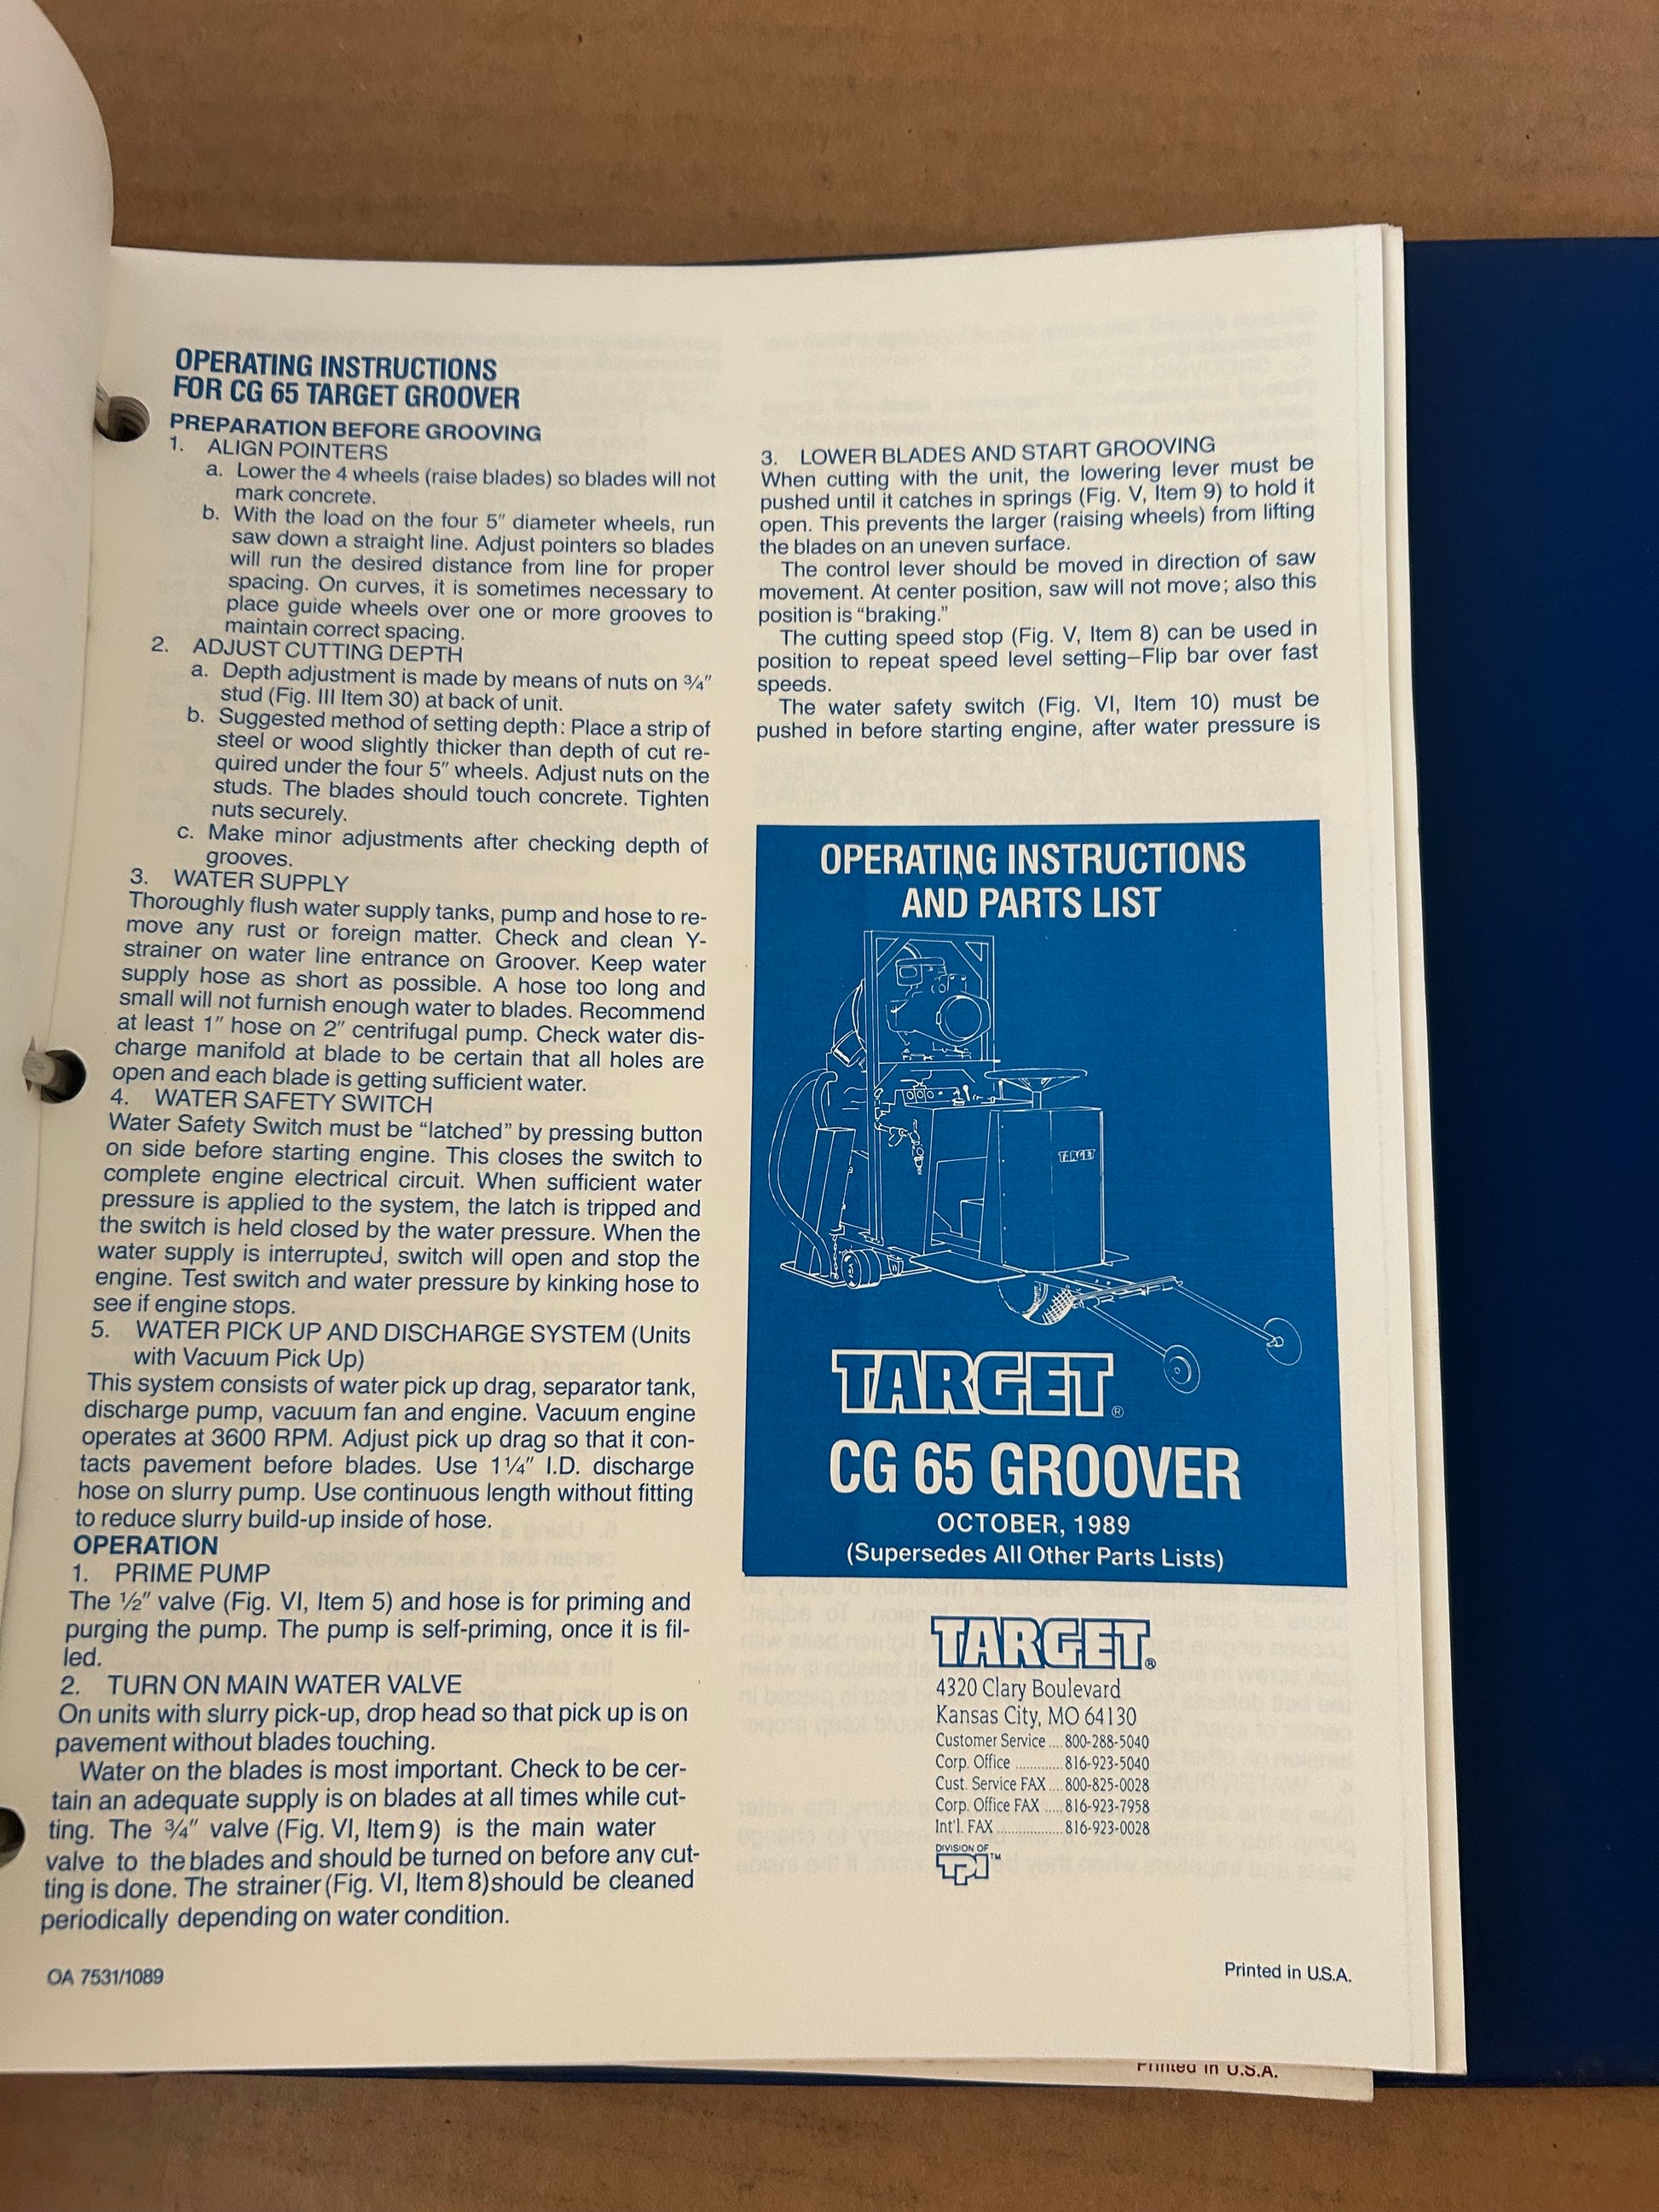 OPERATING INSTRUCTIONS
FOR CG 65 TARGET GROOVER
PREPARATION BEFORE GROOVING
1. ALIGN POINTERS
a. Lower the 4 wheels (raise blades) so blades will not
mark concrete.
b. With the load on the four 5″ diameter wheels, run
saw down a straight line. Adjust pointers so blades
will run the desired distance from line for proper
spacing. On curves, it is sometimes necessary to
place guide wheels over one or more grooves to
maintain correct spacing.
2. ADJUST CUTTING DEPTH
a. Depth adjustment is made by means of nuts on ¾″
stud (Fig. III Item 30) at back of unit.
b. Suggested method of setting depth: Place a strip of
steel or wood slightly thicker than depth of cut re-
quired under the four 5″ wheels. Adjust nuts on the
studs. The blades should touch concrete. Tighten
nuts securely.
c. Make minor adjustments after checking depth of
grooves.
3. WATER SUPPLY
Thoroughly flush water supply tanks, pump and hose to re-
move any rust or foreign matter. Check and clean Y-
strainer on water line entrance on Groover. Keep water
supply hose as short as possible. A hose too long and
small will not furnish enough water to blades. Recommend
at least 1″ hose on 2″ centrifugal pump. Check water dis-
charge manifold at blade to be certain that all holes are
open and each blade is getting sufficient water.
4. WATER SAFETY SWITCH
Water Safety Switch must be “latched” by pressing button
on side before starting engine. This closes the switch to
complete engine electrical circuit. When sufficient water
pressure is applied to the system, the latch is tripped and
the switch is held closed by the water pressure. When the
water supply is interrupted, switch will open and stop the
engine. Test switch and water pressure by kinking hose to
see if engine stops.
5. WATER PICK UP AND DISCHARGE SYSTEM (Units
with Vacuum Pick Up)
This system consists of water pick up drag, separator tank,
discharge pump, vacuum fan and engine. Vacuum engine
operates at 3600 RPM. Adjust pick up drag so that it con-
tacts pavement before blades. Use 1¼″ I.D. discharge
hose on slurry pump. Use continuous length without fitting
to reduce slurry build-up inside of hose.
OPERATION
1. PRIME PUMP
The ½″ valve (Fig. VI, Item 5) and hose is for priming and
purging the pump. The pump is self-priming, once it is fil-
led.
2. TURN ON MAIN WATER VALVE
On units with slurry pick-up, drop head so that pick up is on
pavement without blades touching.
Water on the blades is most important. Check to be cer-
tain an adequate supply is on blades at all times while cut-
ting. The ¾″ valve (Fig. VI, Item 9) is the main water
valve to the blades and should be turned on before any cut-
ting is done. The strainer (Fig. VI, Item 8) should be cleaned
periodically depending on water condition.
OA 7531/1089
3. LOWER BLADES AND START GROOVING
When cutting with the unit, the lowering lever must be
pushed until it catches in springs (Fig. V, Item 9) to hold it
open. This prevents the larger (raising wheels) from lifting
the blades on an uneven surface.
The control lever should be moved in direction of saw
movement. At center position, saw will not move; also this
position is “braking.”
The cutting speed stop (Fig. V, Item 8) can be used in
position to repeat speed level setting–Flip bar over fast
speeds.
The water safety switch (Fig. VI, Item 10) must be
pushed in before starting engine, after water pressure is
OPERATING INSTRUCTIONS
AND PARTS LIST
TARGET
TARGET®
CG 65 GROOVER
OCTOBER, 1989
(Supersedes All Other Parts Lists)
TARGET®
4320 Clary Boulevard
Kansas City, MO 64130
Customer Service .... 800-288-5040
Corp. Office ............ 816-923-5040
Cust. Service FAX .... 800-825-0028
Corp. Office FAX ..... 816-923-7958
Int'l. FAX ................. 816-923-0028
DIVISION OF
TPI™
Printed in U.S.A.
Printed in U.S.A.